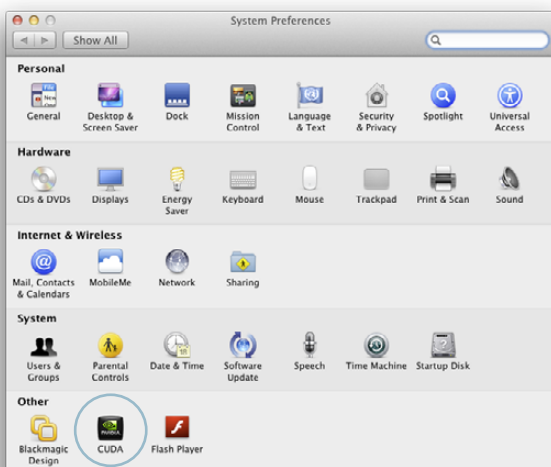 System Preferences
Show All
Personal
General
Desktop &
Screen Saver
Dock
Mission
Control
Language
& Text
Security
& Privacy
Spotlight
Universal
Access
Hardware
CDs & DVDs
Displays
Energy
Saver
Keyboard
Mouse
Trackpad
Print & Scan
Sound
Internet & Wireless
Mail, Contacts
& Calendars
MobileMe
Network
Sharing
System
Users &
Groups
Parental
Controls
Date & Time
Software
Update
Speech
Time Machine
Startup Disk
Other
Blackmagic
Design
CUDA
Flash Player